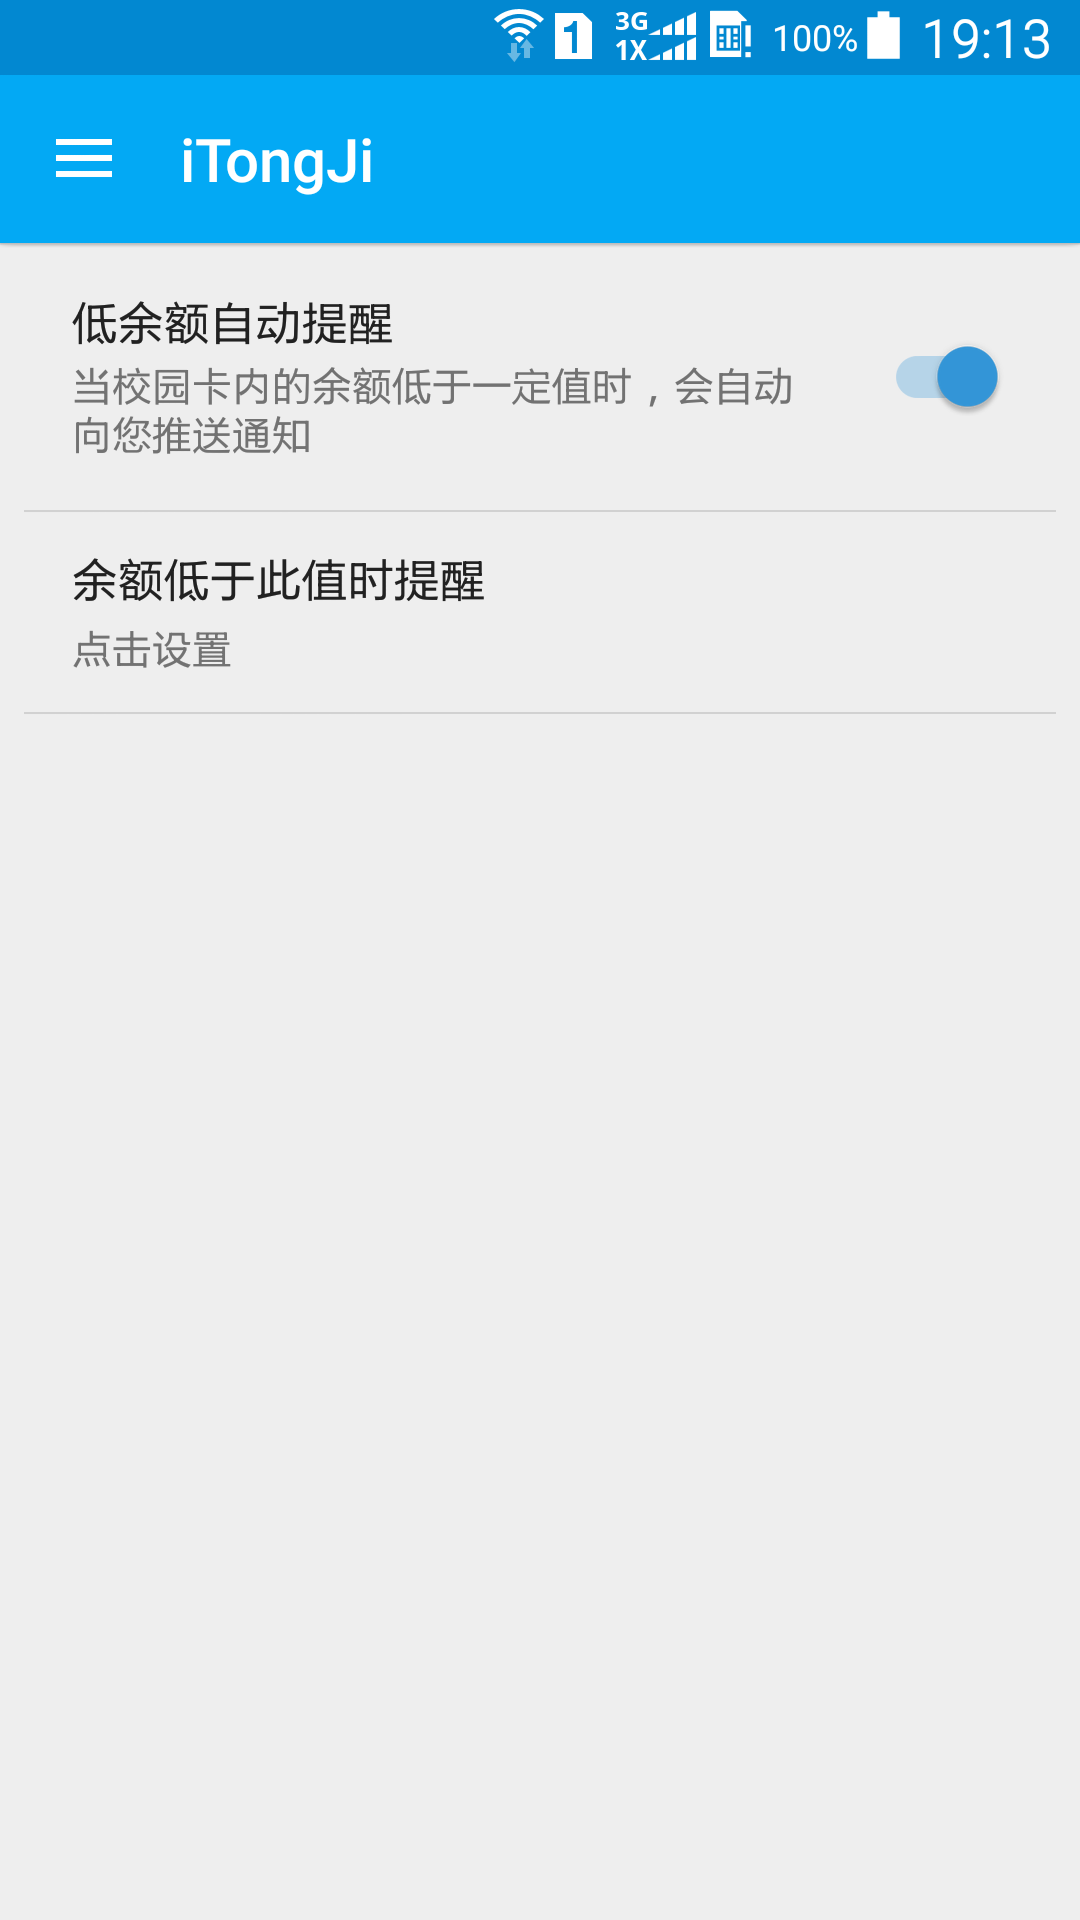 1 3G 1X 100% 19:13
iTongJi
低余额自动提醒
当校园卡内的余额低于一定值时，会自动
向您推送通知
余额低于此值时提醒
点击设置